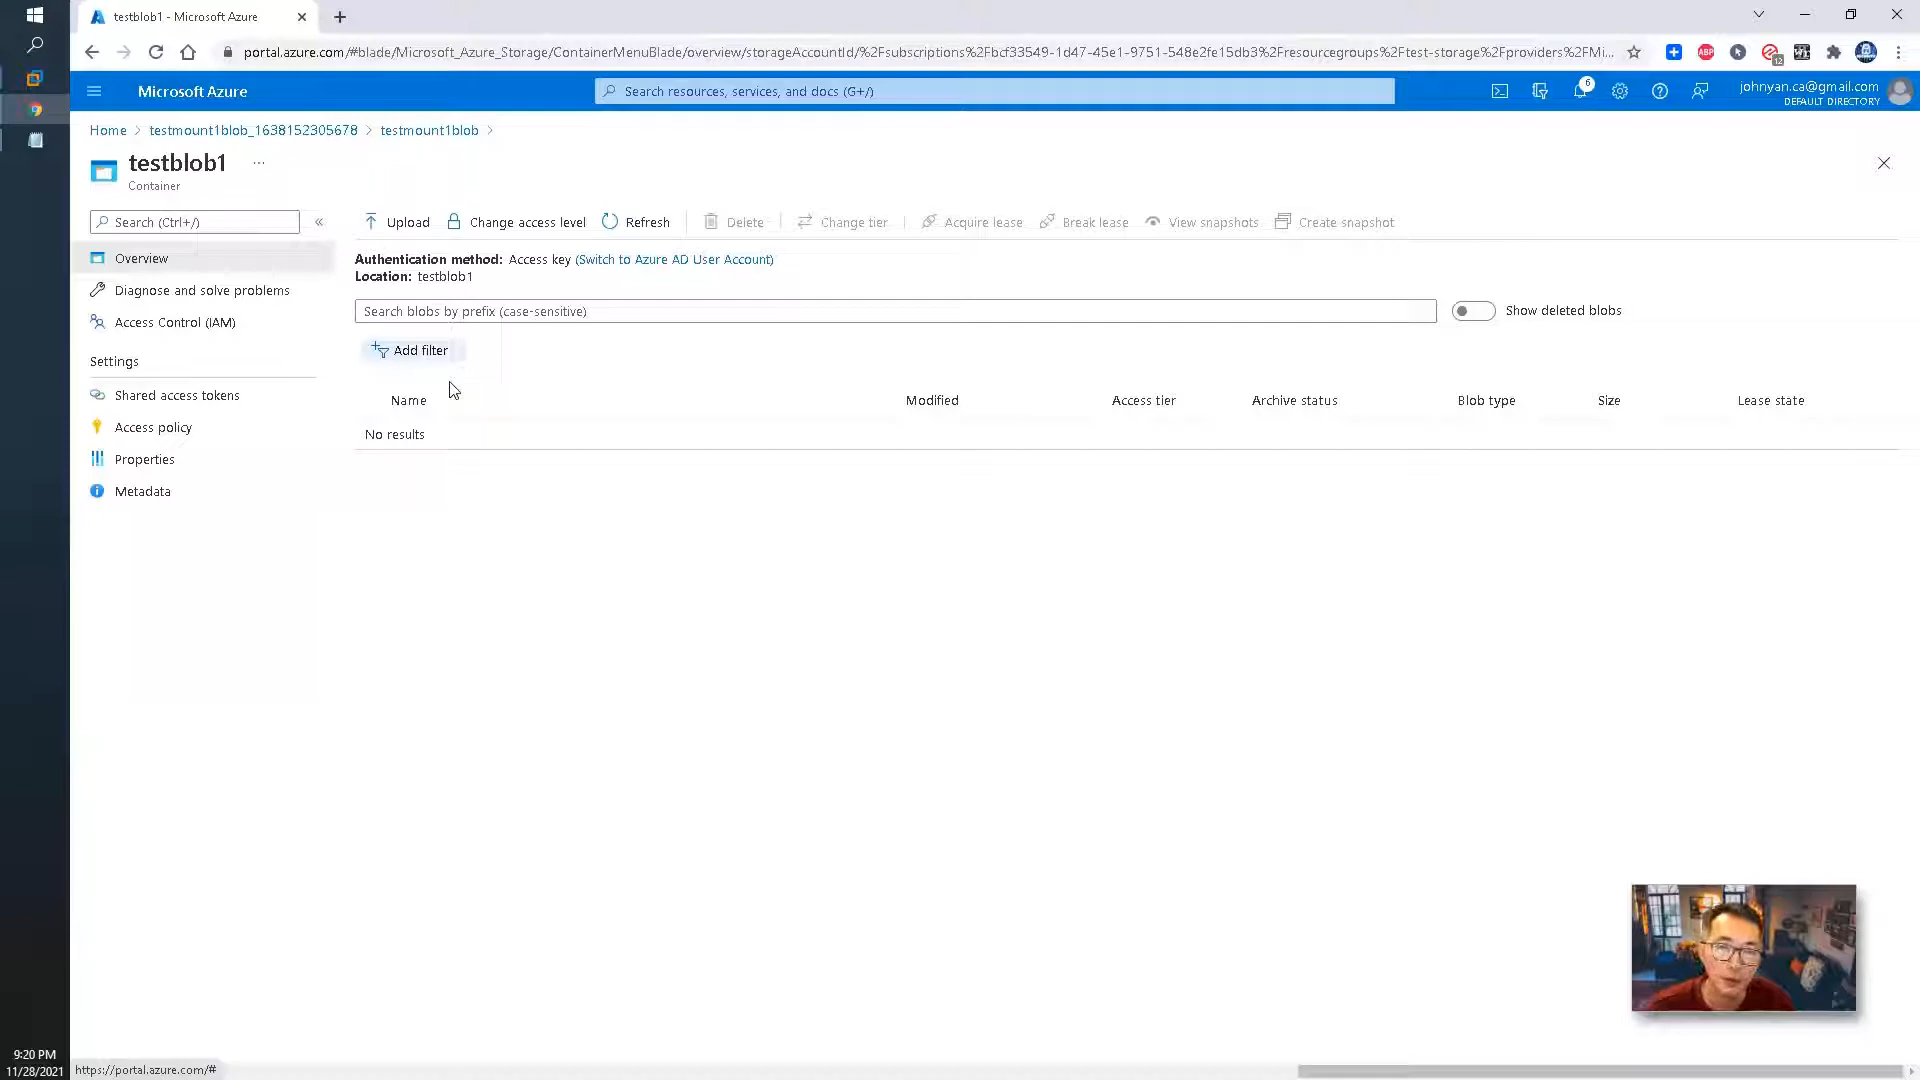 testblob1 - Microsoft Azure
portal.azure.com/#blade/Microsoft_Azure_Storage/ContainerMenuBlade/overview/storageAccountId/%2Fsubscriptions%2Fbcf33549-1d47-45e1-9751-548e2fe15db3%2Fresourcegroups%2Ftest-storage%2Fproviders%2FMi...
ABP
12
Microsoft Azure
Search resources, services, and docs (G+/)
6
johnyan.ca@gmail.com
DEFAULT DIRECTORY
Home > testmount1blob_1638152305678 > testmount1blob >
testblob1 ...
Container
Search (Ctrl+/)
«
Upload
Change access level
Refresh
Delete
Change tier
Acquire lease
Break lease
View snapshots
Create snapshot
Overview
Diagnose and solve problems
Access Control (IAM)
Settings
Shared access tokens
Access policy
Properties
Metadata
Authentication method: Access key (Switch to Azure AD User Account)
Location: testblob1
Search blobs by prefix (case-sensitive)
Show deleted blobs
Add filter
Name
Modified
Access tier
Archive status
Blob type
Size
Lease state
No results
9:20 PM
11/28/2021
https://portal.azure.com/#